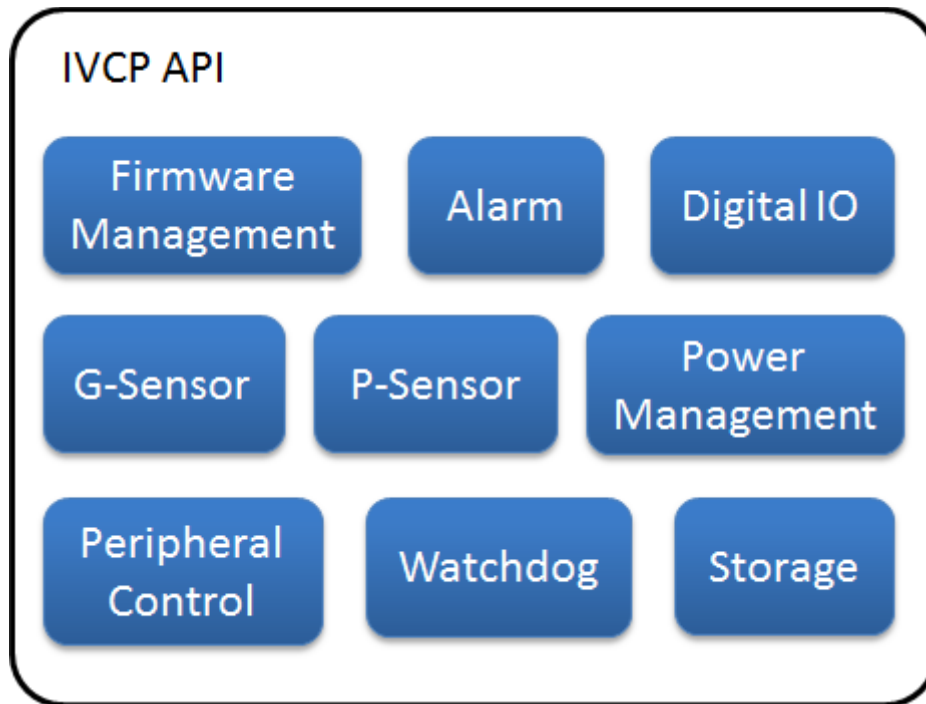 IVCP API
Firmware
Management
Alarm
Digital IO
G-Sensor
P-Sensor
Power
Management
Peripheral
Control
Watchdog
Storage